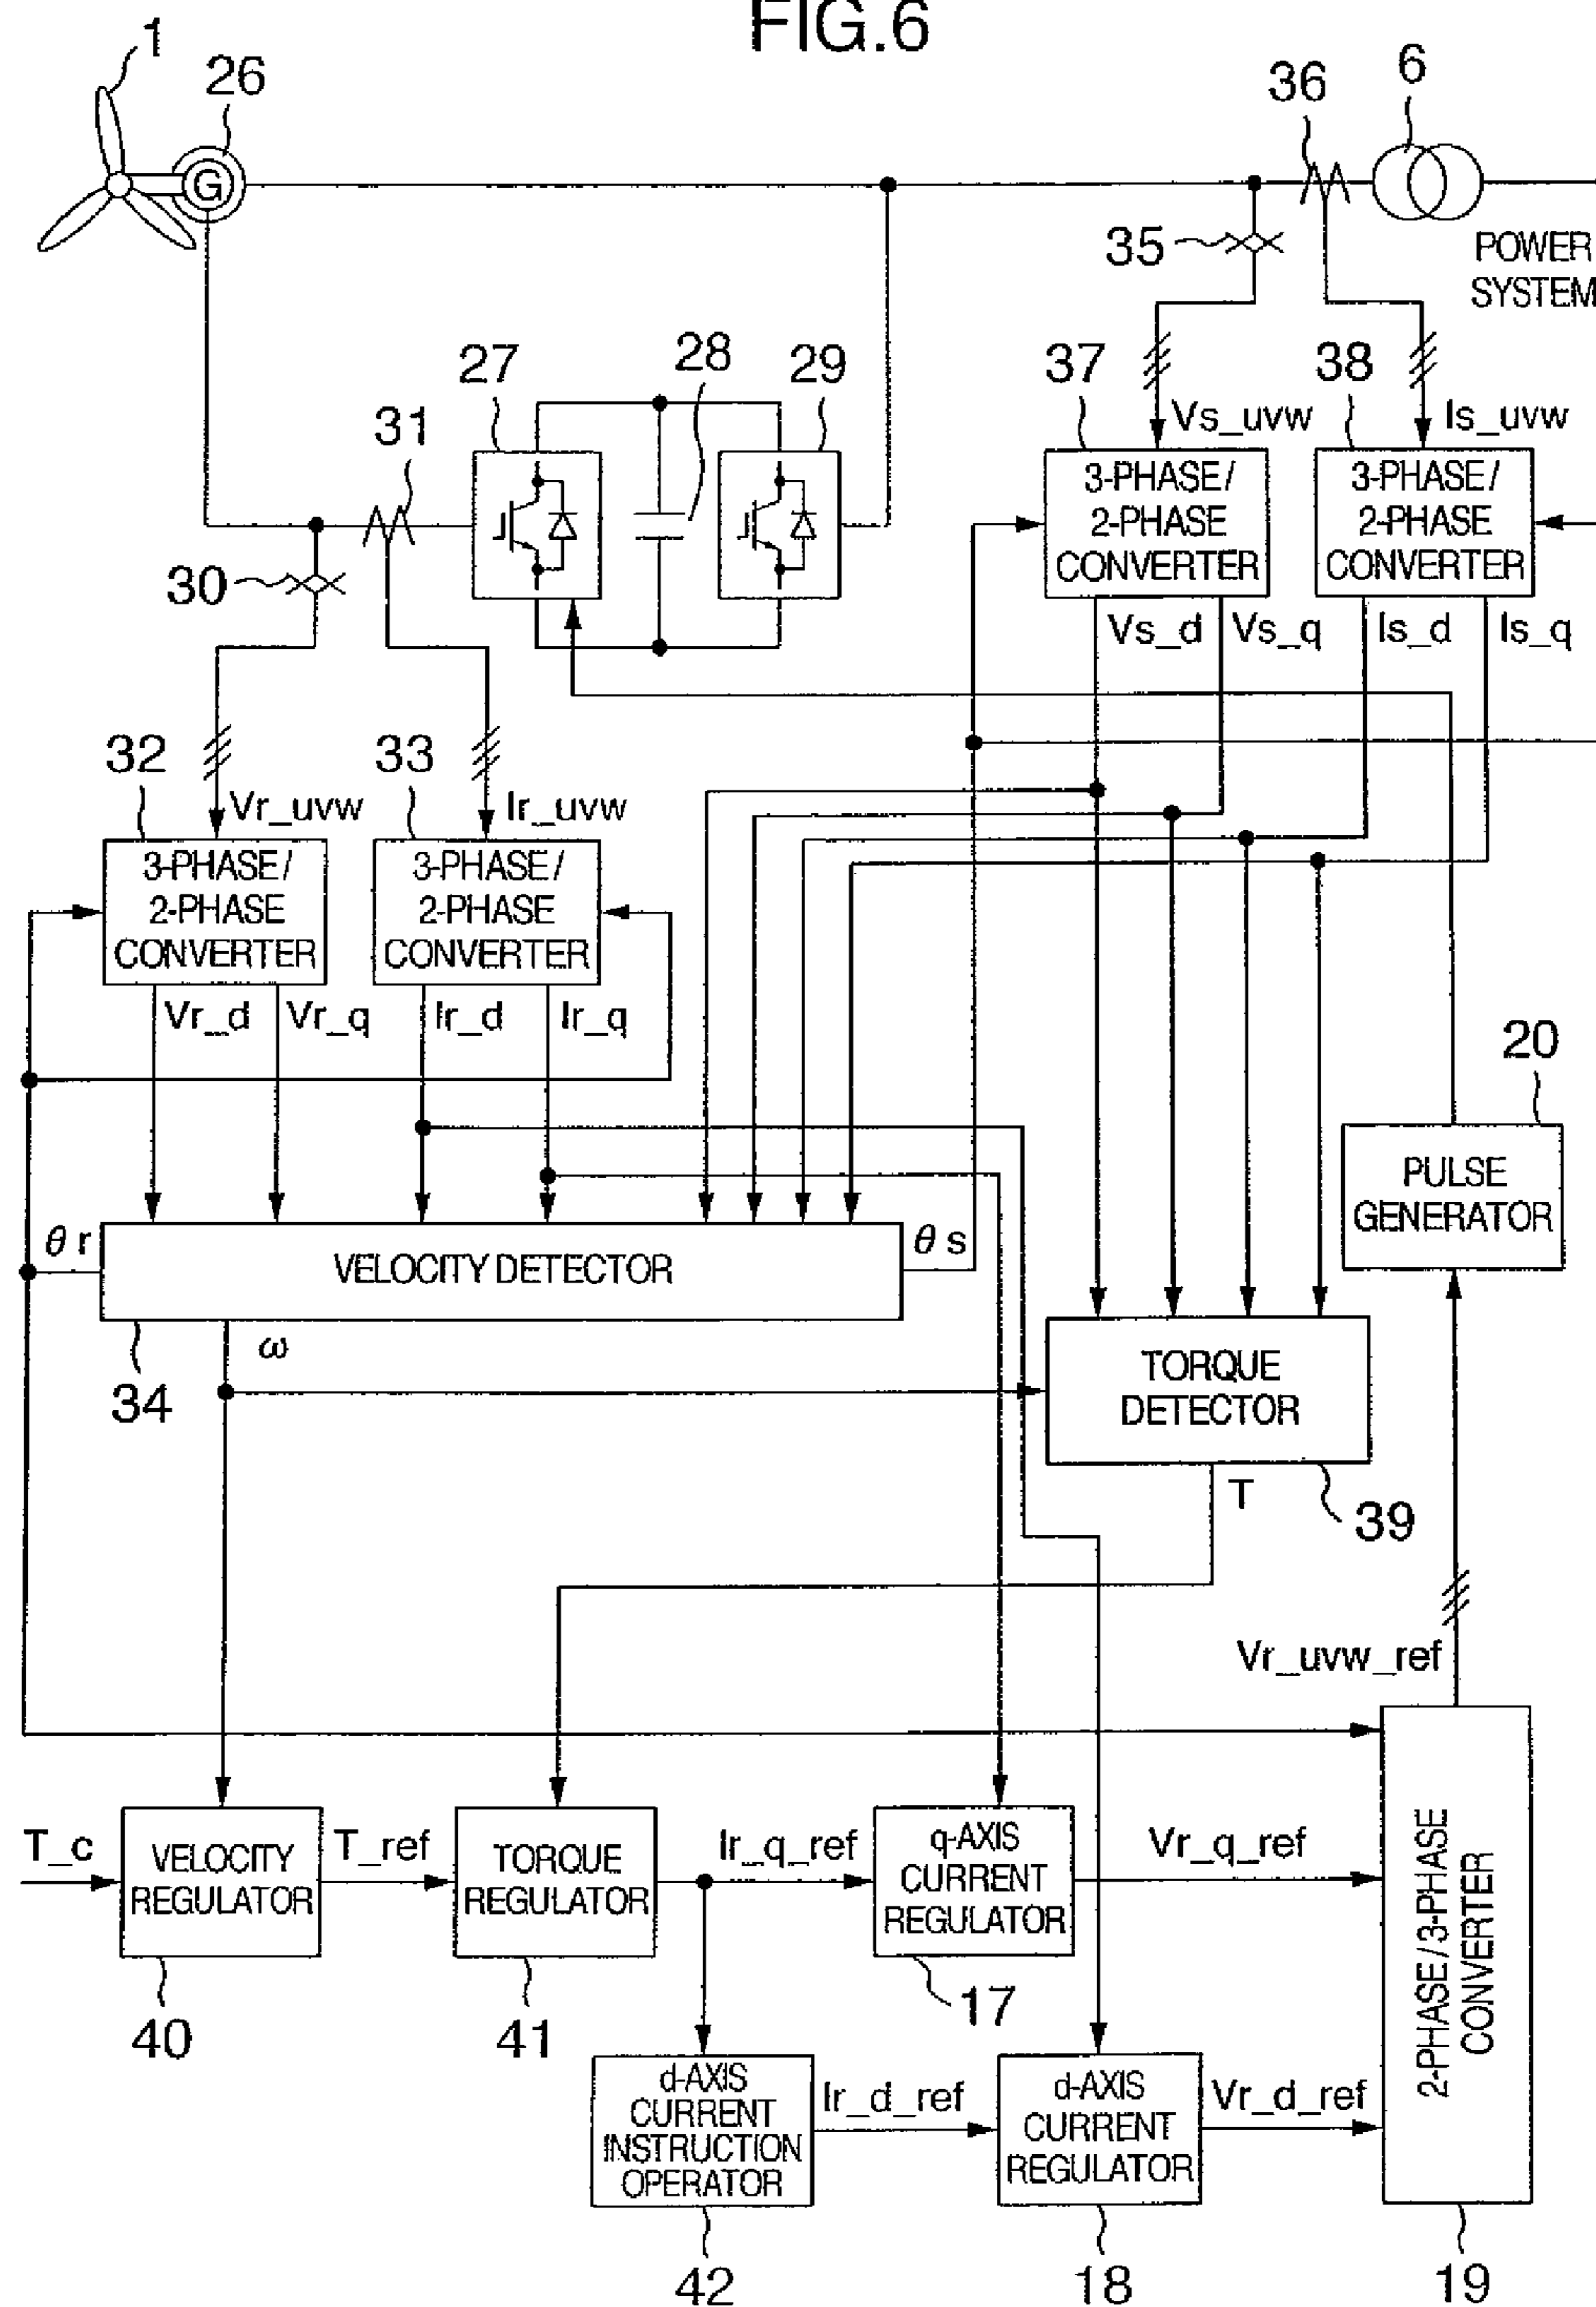 FIG.6
1
26
G
36
6
35
POWER
SYSTEM
27
28
29
37
38
31
Vs_uvw
Is_uvw
3-PHASE/
2-PHASE
CONVERTER
3-PHASE/
2-PHASE
CONVERTER
30
Vs_d
Vs_q
Is_d
Is_q
32
33
Vr_uvw
Ir_uvw
3-PHASE/
2-PHASE
CONVERTER
3-PHASE/
2-PHASE
CONVERTER
Vr_d
Vr_q
Ir_d
Ir_q
20
PULSE
GENERATOR
θr
VELOCITY DETECTOR
θs
ω
34
TORQUE
DETECTOR
T
39
Vr_uvw_ref
T_c
VELOCITY
REGULATOR
T_ref
TORQUE
REGULATOR
Ir_q_ref
q-AXIS
CURRENT
REGULATOR
Vr_q_ref
2-PHASE/3-PHASE
CONVERTER
40
41
17
d-AXIS
CURRENT
INSTRUCTION
OPERATOR
Ir_d_ref
d-AXIS
CURRENT
REGULATOR
Vr_d_ref
42
18
19